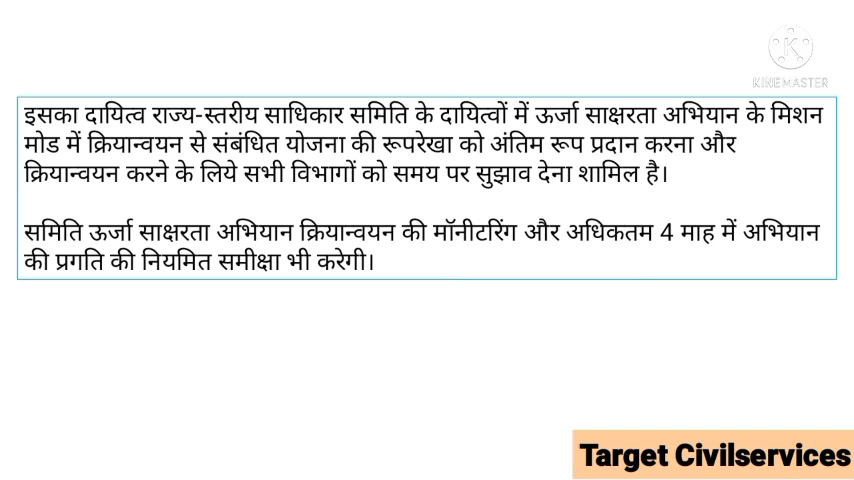 KINEMASTER
इसका दायित्व राज्य-स्तरीय साधिकार समिति के दायित्वों में ऊर्जा साक्षरता अभियान के मिशन
मोड में क्रियान्वयन से संबंधित योजना की रूपरेखा को अंतिम रूप प्रदान करना और
क्रियान्वयन करने के लिये सभी विभागों को समय पर सुझाव देना शामिल है।
समिति ऊर्जा साक्षरता अभियान क्रियान्वयन की मॉनीटरिंग और अधिकतम 4 माह में अभियान
की प्रगति की नियमित समीक्षा भी करेगी।
Target Civilservices